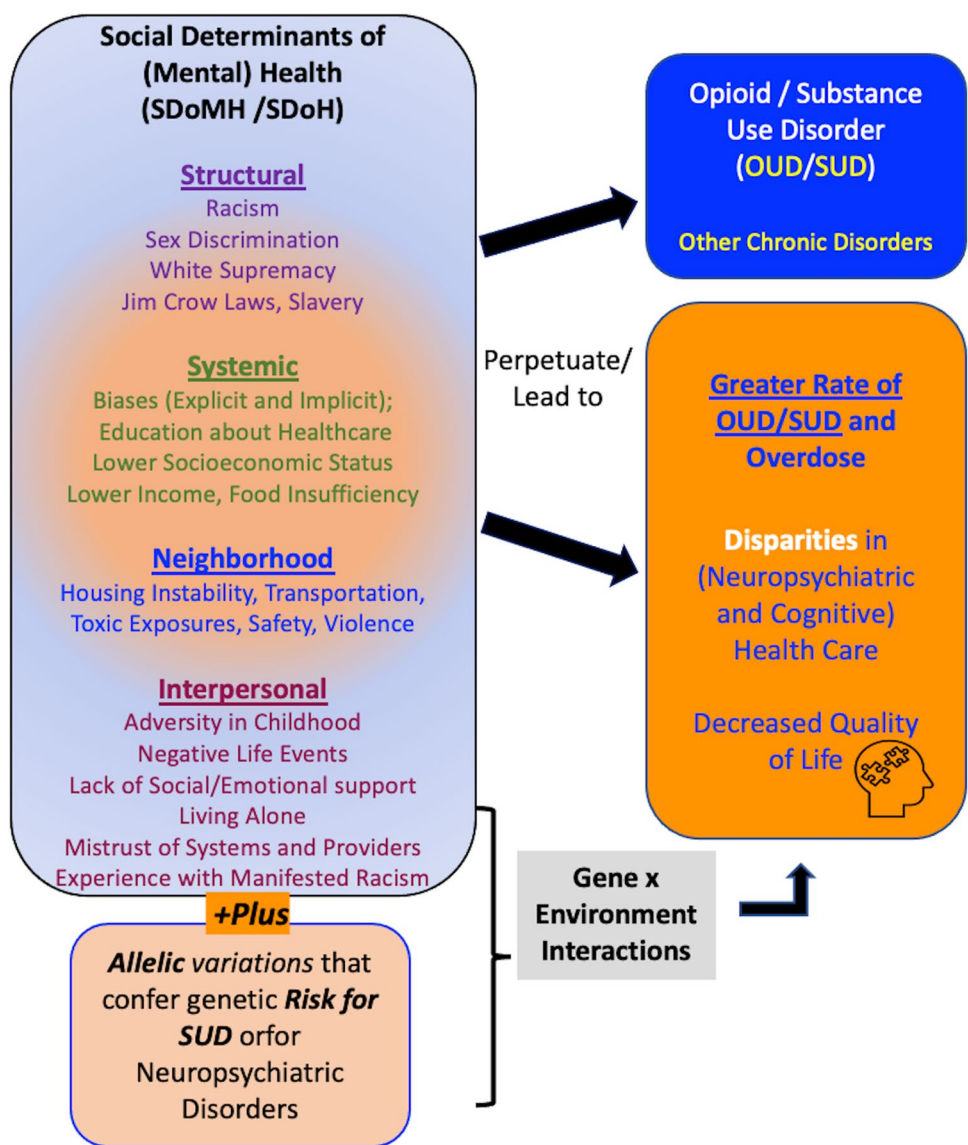 Social Determinants of
(Mental) Health
(SDoMH /SDoH)
Structural
Racism
Sex Discrimination
White Supremacy
Jim Crow Laws, Slavery
Systemic
Biases (Explicit and Implicit);
Education about Healthcare
Lower Socioeconomic Status
Lower Income, Food Insufficiency
Neighborhood
Housing Instability, Transportation,
Toxic Exposures, Safety, Violence
Interpersonal
Adversity in Childhood
Negative Life Events
Lack of Social/Emotional support
Living Alone
Mistrust of Systems and Providers
Experience with Manifested Racism
+Plus
Allelic variations that
confer genetic Risk for
SUD orfor
Neuropsychiatric
Disorders
Perpetuate/
Lead to
Opioid / Substance
Use Disorder
(OUD/SUD)
Other Chronic Disorders
Greater Rate of
OUD/SUD and
Overdose
Disparities in
(Neuropsychiatric
and Cognitive)
Health Care
Decreased Quality
of Life
Gene x
Environment
Interactions